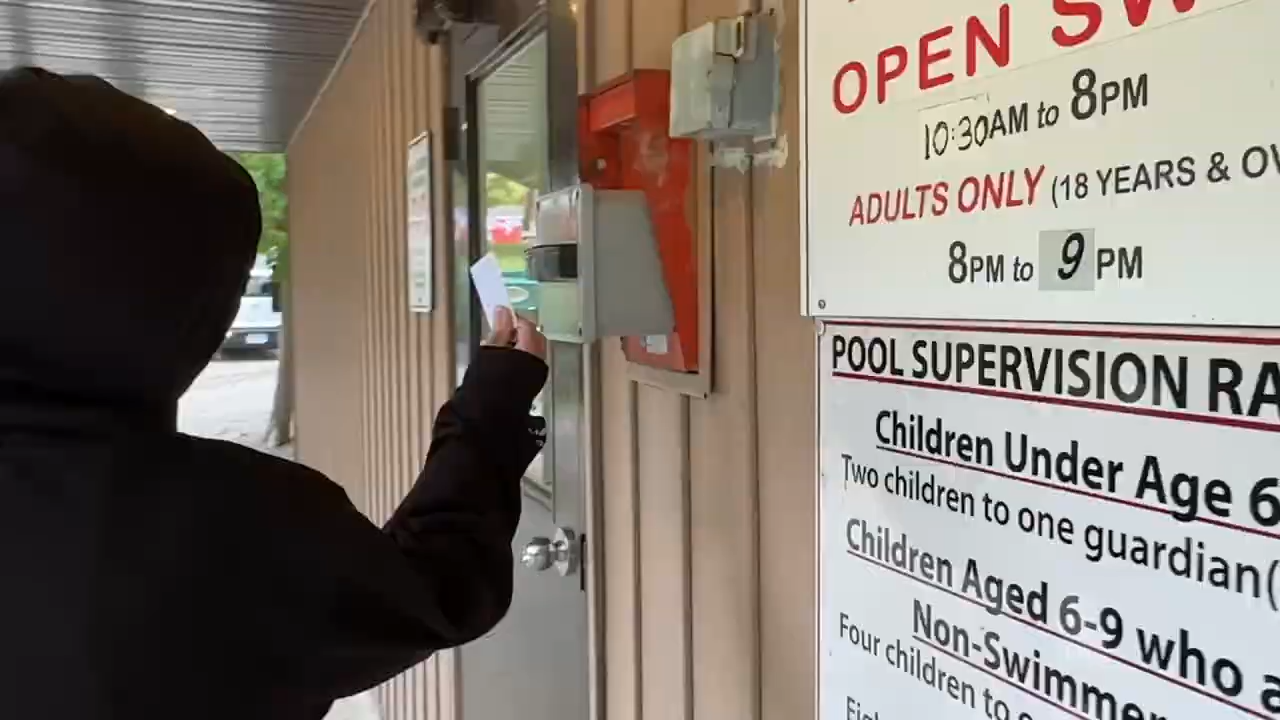 OPEN
10:30AM to 8PM
ADULTS ONLY (18 YEARS &
8PM to 9 PM
POOL SUPERVISION
Children Under Age 6
Two children to one guardian(
Children Aged 6-9 who
Non-Swimmer
Four children to